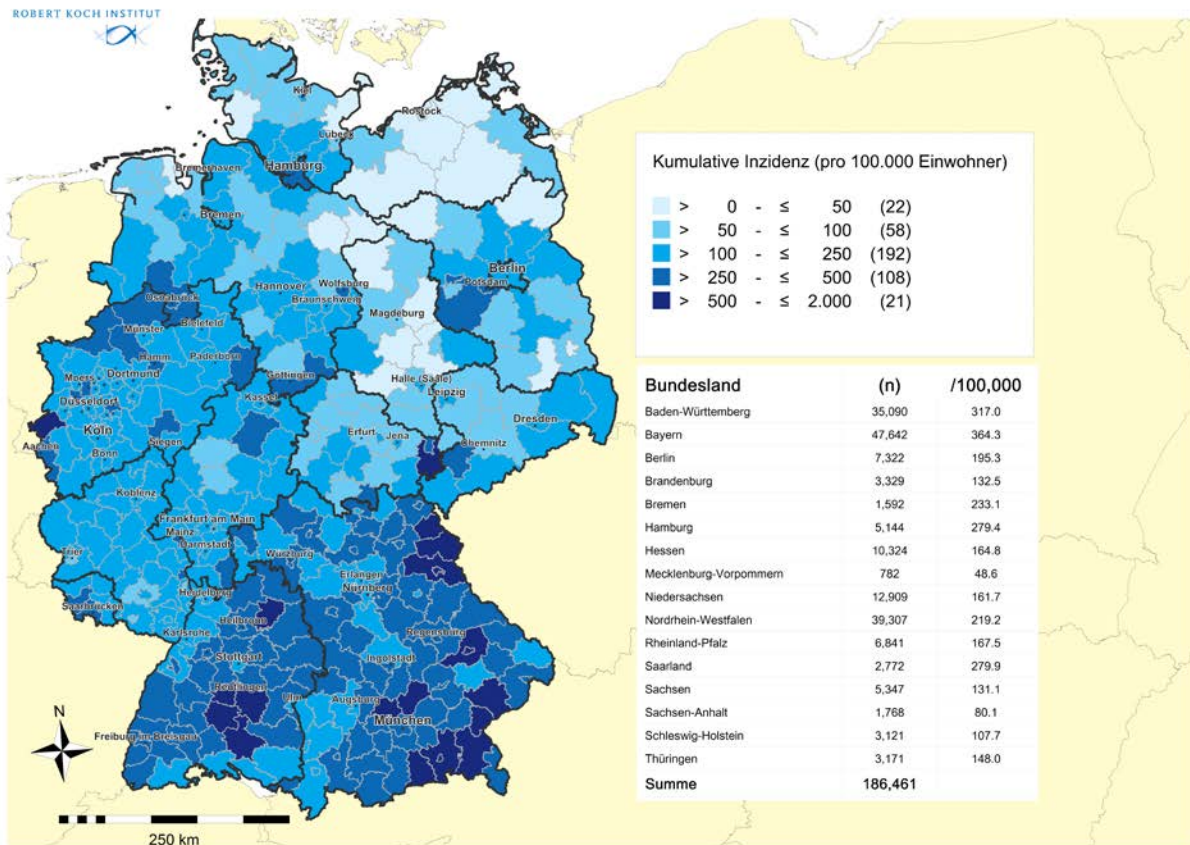 ROBERT KOCH INSTITUT
Kiel
Rostock
Lübeck
Hamburg
Bremerhaven
Bremen
Berlin
Potsdam
Wolfsburg
Hannover
Braunschweig
Osnabrück
Magdeburg
Münster
Bielefeld
Hamm
Paderborn
Moers
Dortmund
Göttingen
Halle (Saale)
Leipzig
Düsseldorf
Kassel
Dresden
Köln
Siegen
Erfurt
Jena
Chemnitz
Aachen
Bonn
Koblenz
Frankfurt am Main
Mainz
Darmstadt
Trier
Würzburg
Erlangen
Nürnberg
Heidelberg
Saarbrücken
Heilbronn
Karlsruhe
Regensburg
Stuttgart
Ingolstadt
Reutlingen
Ulm
Augsburg
München
Freiburg im Breisgau
N
250 km
Kumulative Inzidenz (pro 100.000 Einwohner)
> 0 - ≤ 50 (22)
> 50 - ≤ 100 (58)
> 100 - ≤ 250 (192)
> 250 - ≤ 500 (108)
> 500 - ≤ 2.000 (21)
Bundesland (n) /100,000
Baden-Württemberg 35,090 317.0
Bayern 47,642 364.3
Berlin 7,322 195.3
Brandenburg 3,329 132.5
Bremen 1,592 233.1
Hamburg 5,144 279.4
Hessen 10,324 164.8
Mecklenburg-Vorpommern 782 48.6
Niedersachsen 12,909 161.7
Nordrhein-Westfalen 39,307 219.2
Rheinland-Pfalz 6,841 167.5
Saarland 2,772 279.9
Sachsen 5,347 131.1
Sachsen-Anhalt 1,768 80.1
Schleswig-Holstein 3,121 107.7
Thüringen 3,171 148.0
Summe 186,461